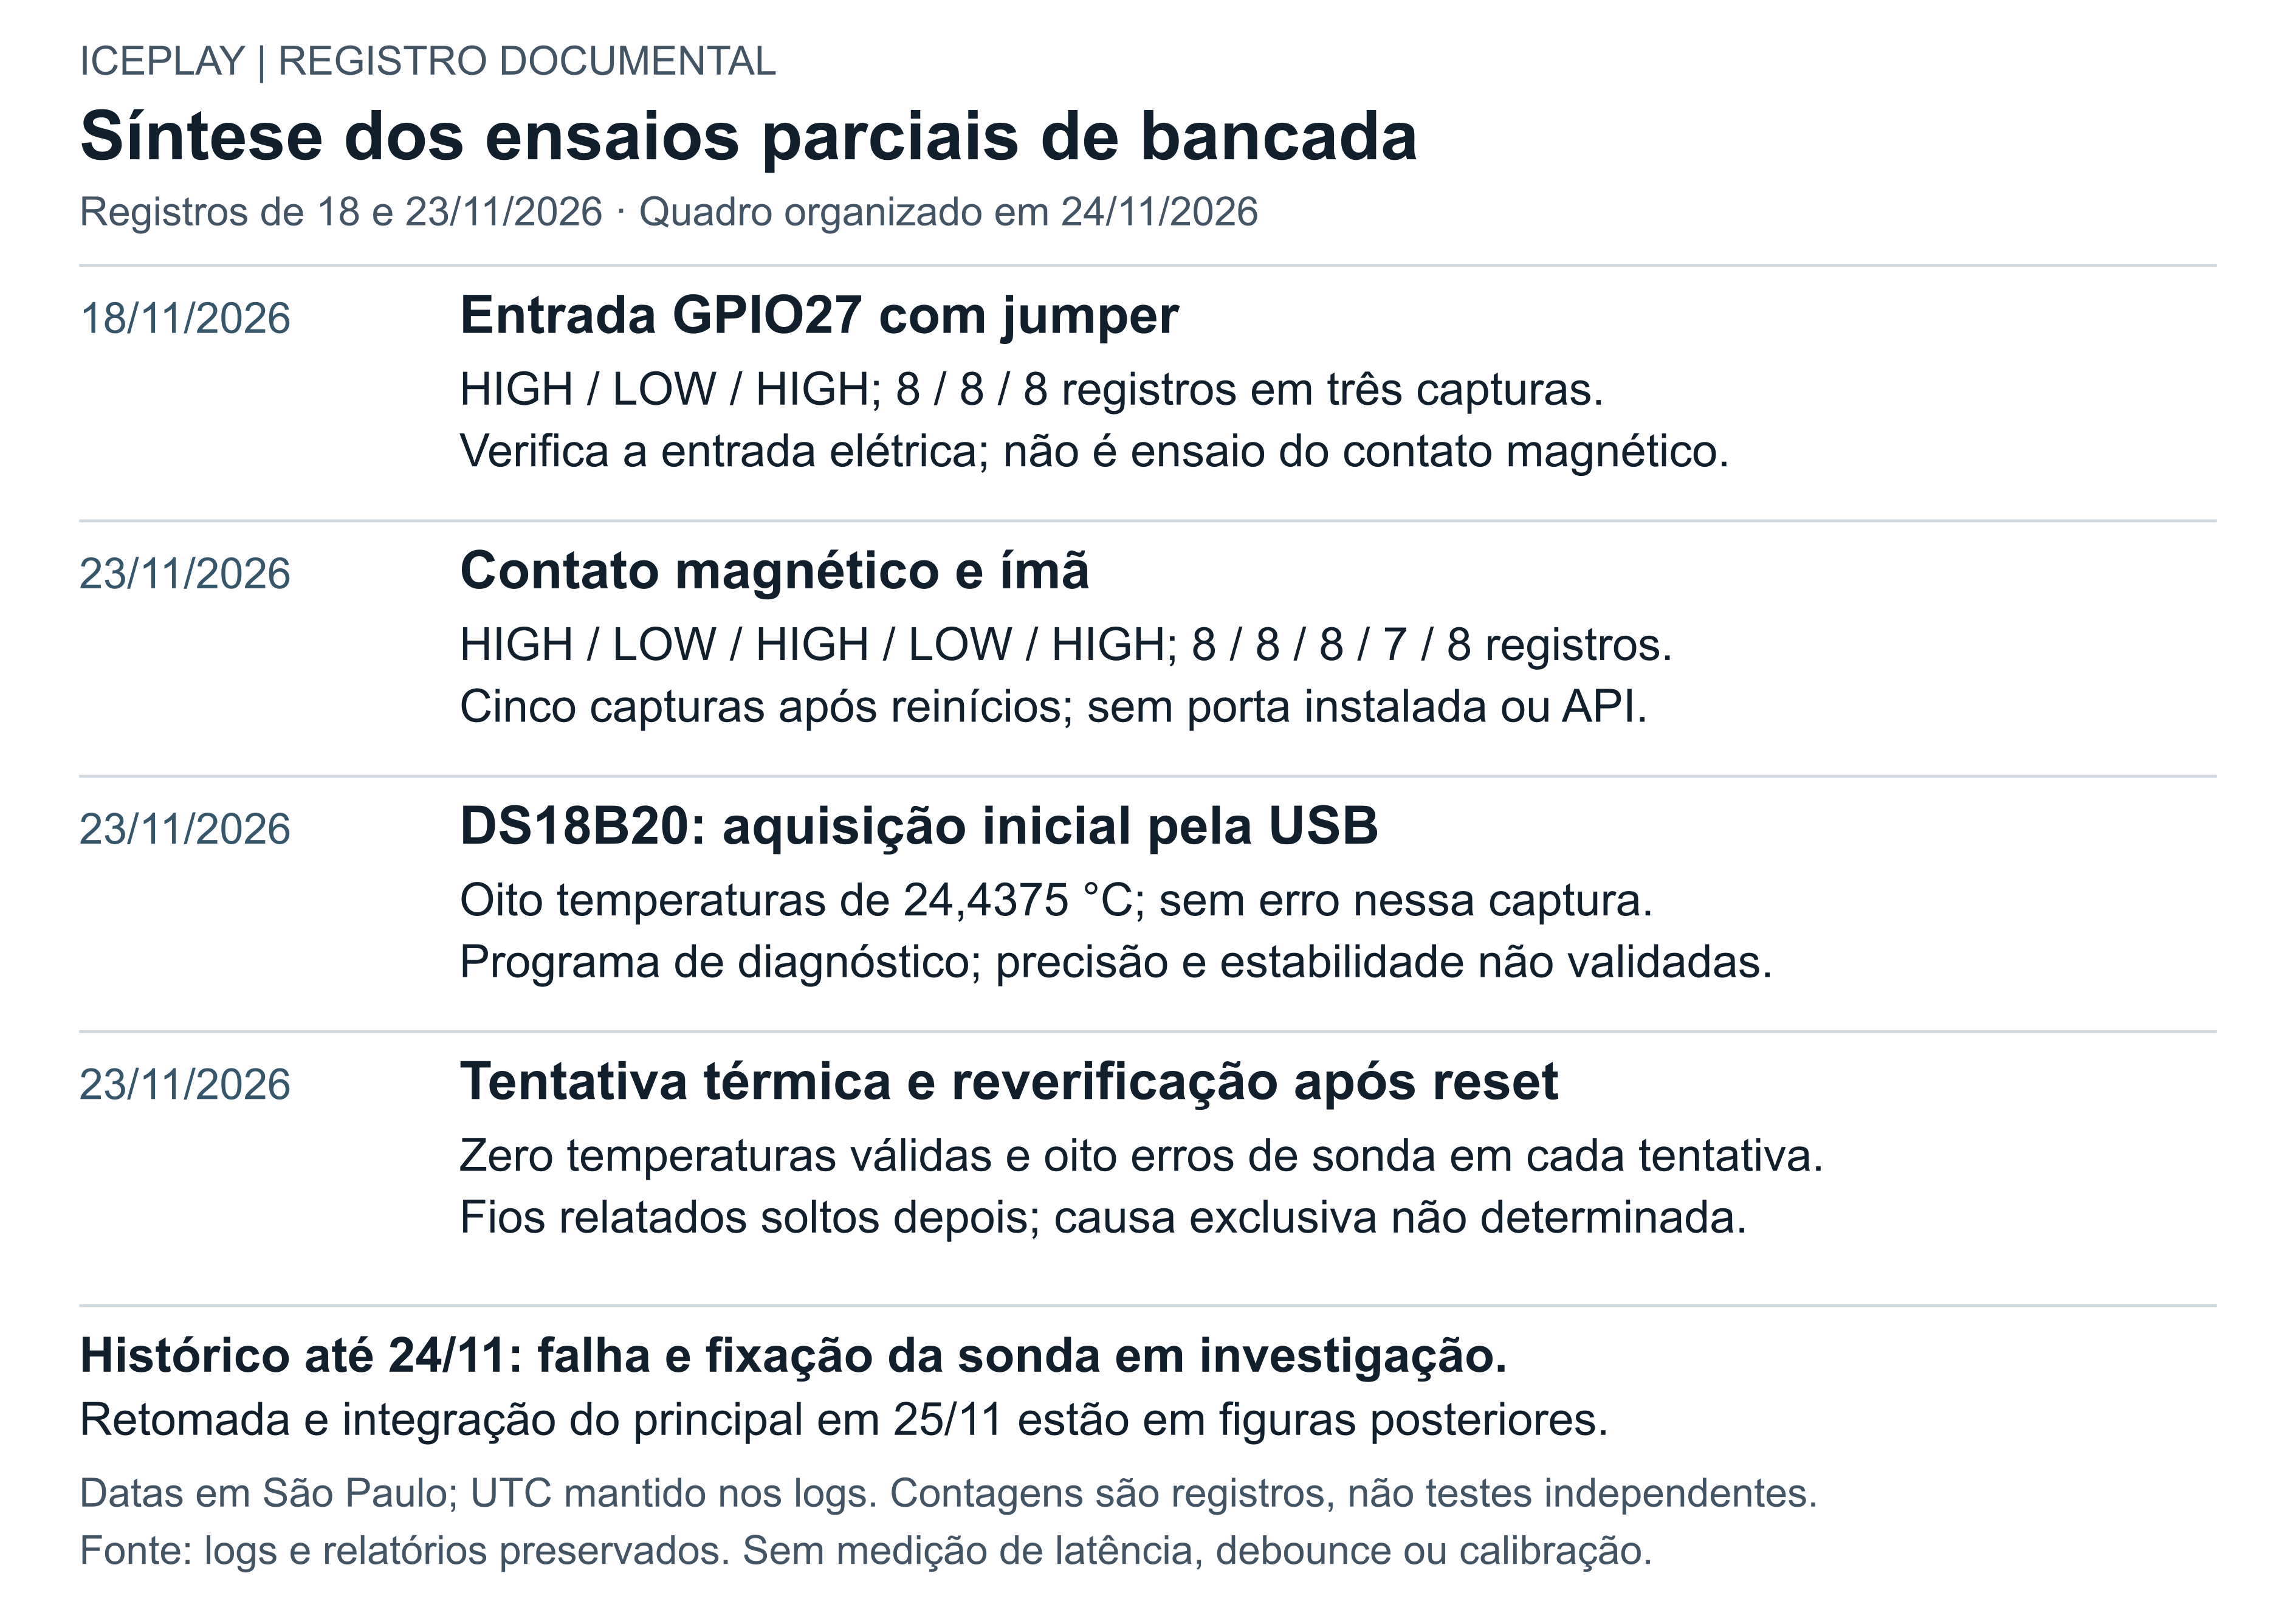 ICEPLAY | REGISTRO DOCUMENTAL
Síntese dos ensaios parciais de bancada
Registros de 18 e 23/11/2026 · Quadro organizado em 24/11/2026
18/11/2026
Entrada GPIO27 com jumper
HIGH / LOW / HIGH; 8 / 8 / 8 registros em três capturas.
Verifica a entrada elétrica; não é ensaio do contato magnético.
23/11/2026
Contato magnético e ímã
HIGH / LOW / HIGH / LOW / HIGH; 8 / 8 / 8 / 7 / 8 registros.
Cinco capturas após reinícios; sem porta instalada ou API.
23/11/2026
DS18B20: aquisição inicial pela USB
Oito temperaturas de 24,4375 °C; sem erro nessa captura.
Programa de diagnóstico; precisão e estabilidade não validadas.
23/11/2026
Tentativa térmica e reverificação após reset
Zero temperaturas válidas e oito erros de sonda em cada tentativa.
Fios relatados soltos depois; causa exclusiva não determinada.
Histórico até 24/11: falha e fixação da sonda em investigação.
Retomada e integração do principal em 25/11 estão em figuras posteriores.
Datas em São Paulo; UTC mantido nos logs. Contagens são registros, não testes independentes.
Fonte: logs e relatórios preservados. Sem medição de latência, debounce ou calibração.